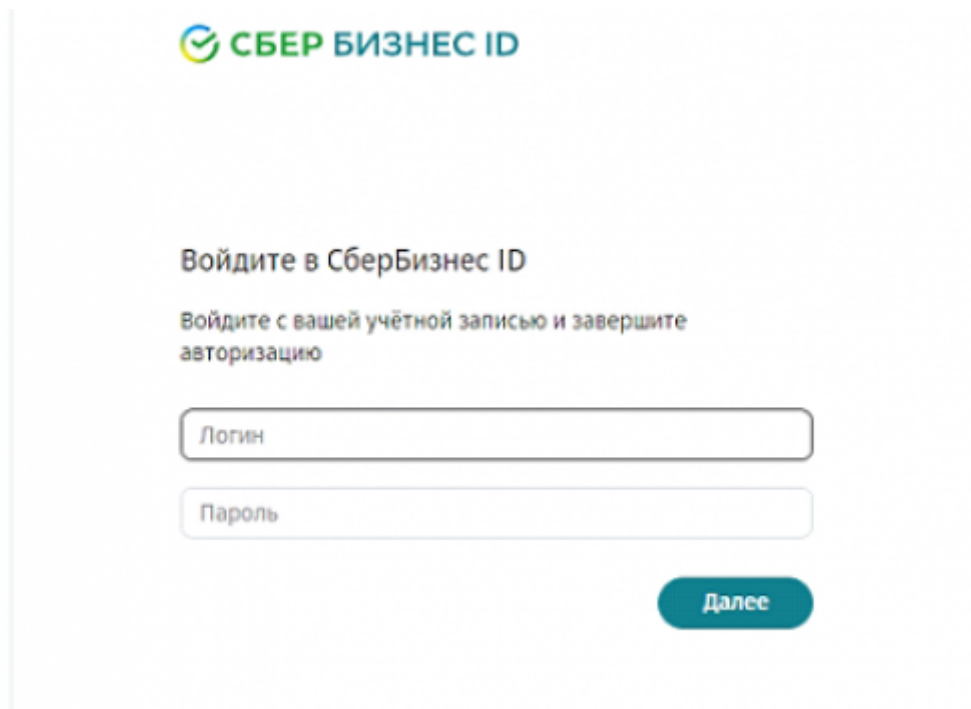 СБЕР БИЗНЕС ID
Войдите в СберБизнес ID
Войдите с вашей учётной записью и завершите
авторизацию
Логин
Пароль
Далее